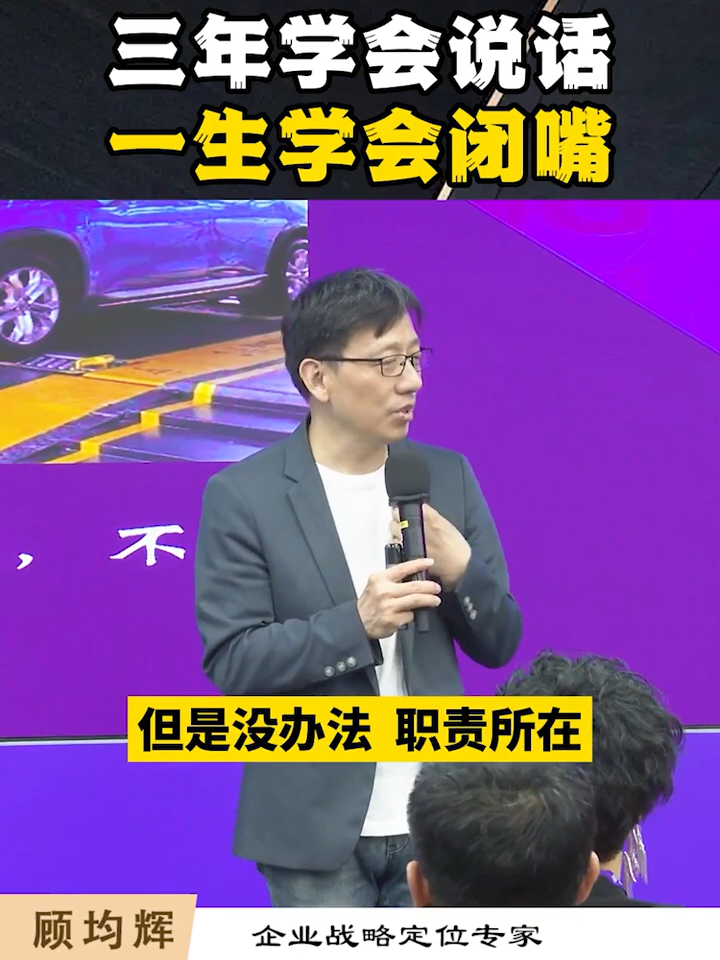 三年学会说话
一生学会闭嘴
，不
但是没办法 职责所在
顾均辉 企业战略定位专家